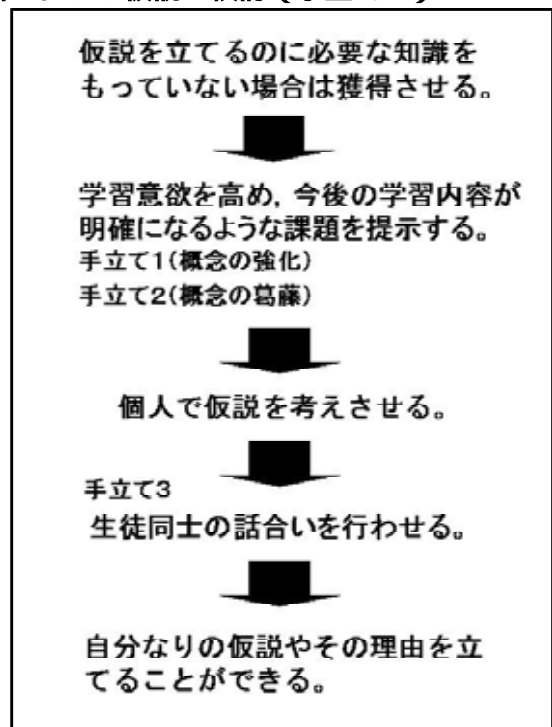 仮説を立てるのに必要な知識を
もっていない場合は獲得させる。
学習意欲を高め，今後の学習内容が
明確になるような課題を提示する。
手立て1(概念の強化)
手立て2(概念の葛藤)
個人で仮説を考えさせる。
手立て3
生徒同士の話合いを行わせる。
自分なりの仮説やその理由を立
てることができる。